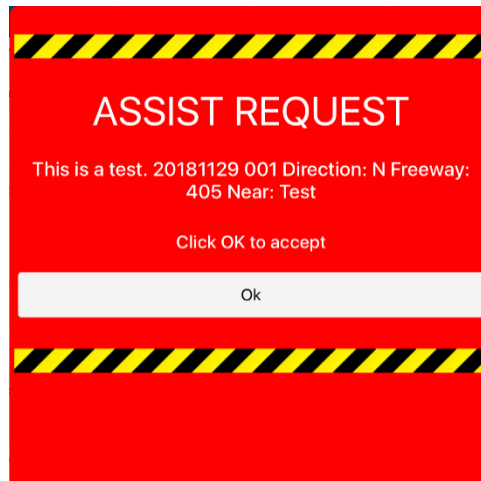 ASSIST REQUEST
This is a test. 20181129 001 Direction: N Freeway:
405 Near: Test
Click OK to accept
Ok